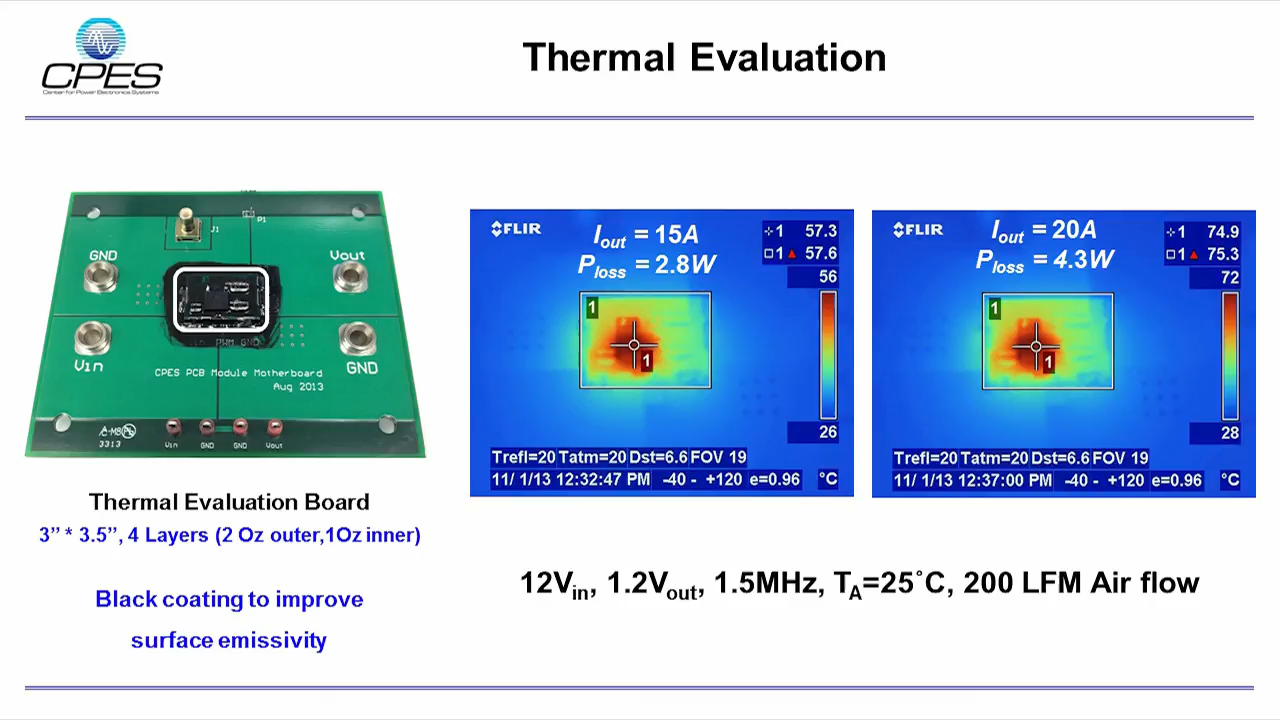 CPES
Center for Power Electronics Systems
Thermal Evaluation
P1
J1
GND
Vout
Vin
GND
PWM GND
CPES PCB Module Motherboard
Aug 2013
3313
Vin GND GND Vout
Thermal Evaluation Board
3” * 3.5”, 4 Layers (2 Oz outer,1Oz inner)
Black coating to improve
surface emissivity
FLIR
Iout = 15A
Ploss = 2.8W
1 57.3
1 57.6
56
1
1
26
Trefl=20 Tatm=20 Dst=6.6 FOV 19
11/ 1/13 12:32:47 PM -40 - +120 e=0.96 °C
FLIR
Iout = 20A
Ploss = 4.3W
1 74.9
1 75.3
72
1
1
28
Trefl=20 Tatm=20 Dst=6.6 FOV 19
11/ 1/13 12:37:00 PM -40 - +120 e=0.96 °C
12Vin, 1.2Vout, 1.5MHz, TA=25˚C, 200 LFM Air flow